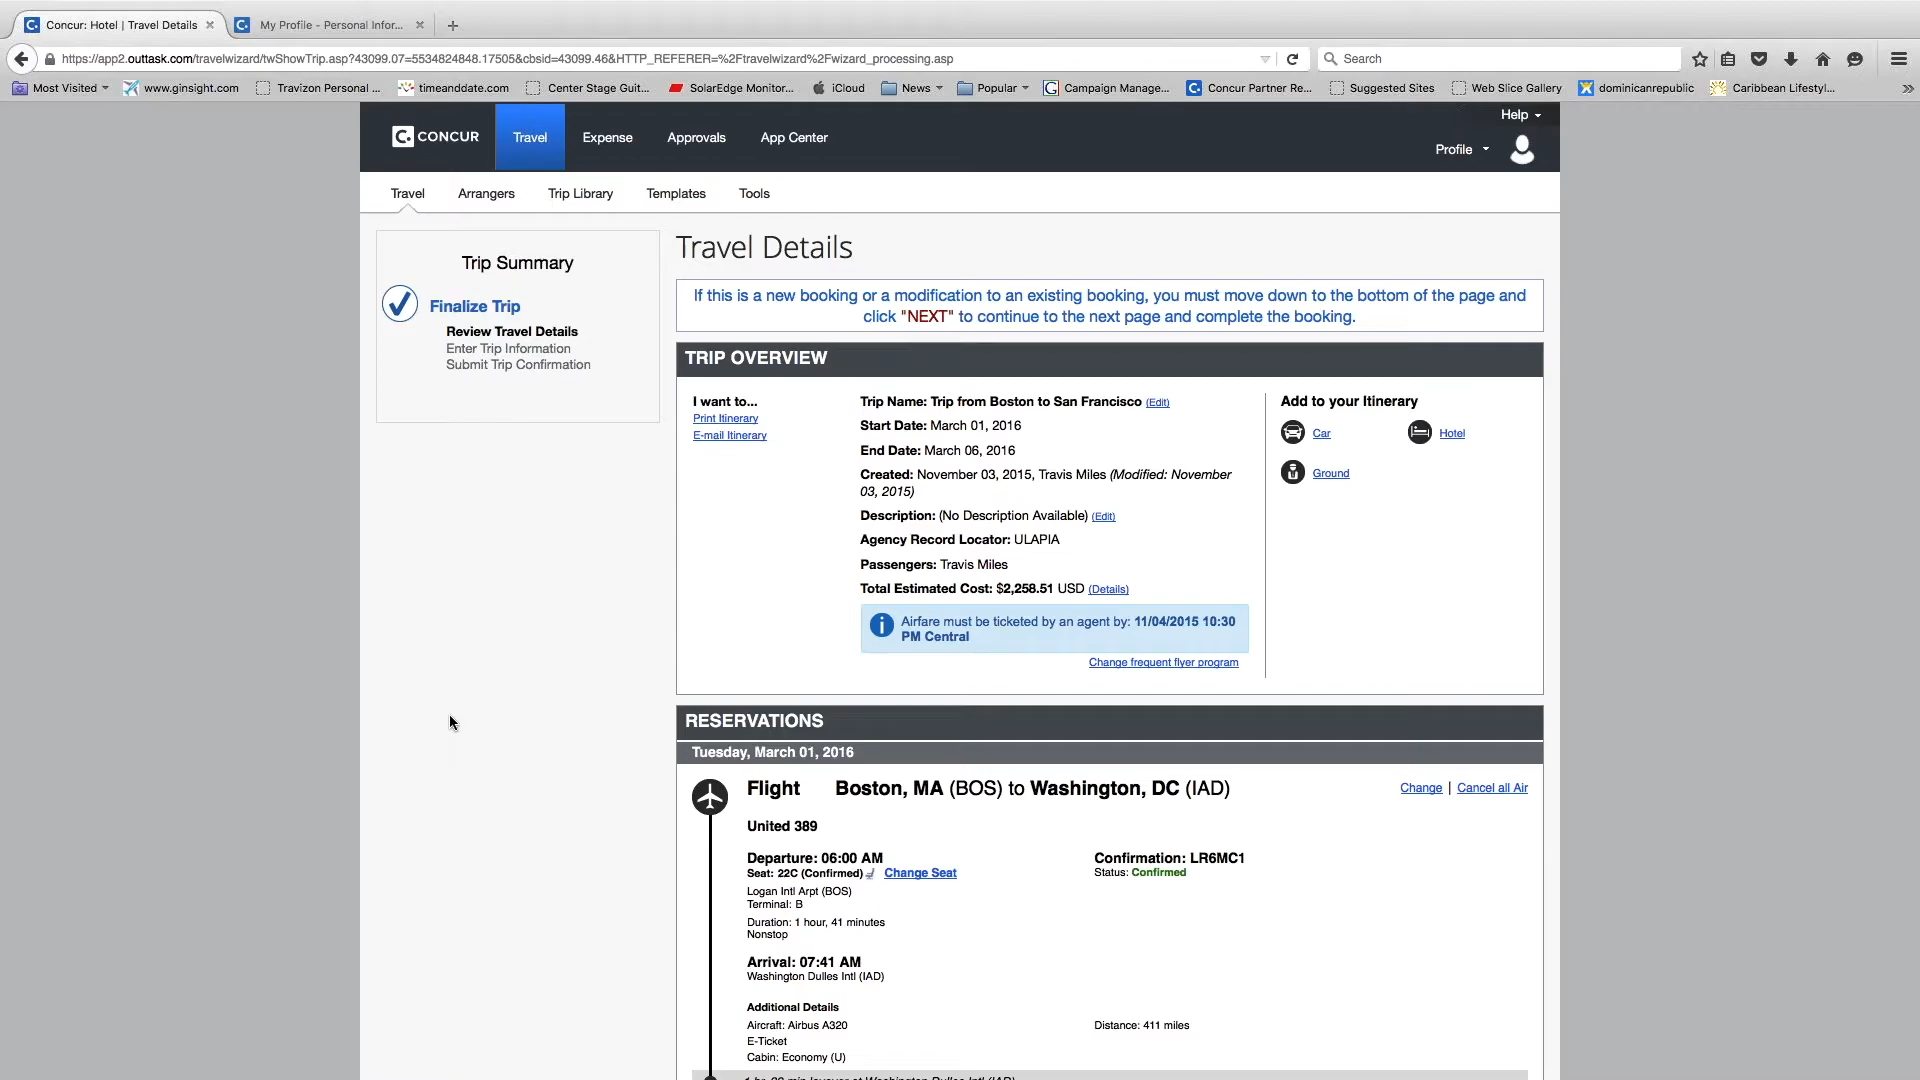 Concur: Hotel | Travel Details
My Profile - Personal Infor...
https://app2.outtask.com/travelwizard/twShowTrip.asp?43099.07=5534824848.17505&cbsid=43099.46&HTTP_REFERER=%2Ftravelwizard%2Fwizard_processing.asp
Search
Most Visited
www.ginsight.com
Travizon Personal ...
timeanddate.com
Center Stage Guit...
SolarEdge Monitor...
iCloud
News
Popular
Campaign Manage...
Concur Partner Re...
Suggested Sites
Web Slice Gallery
dominicanrepublic
Caribbean Lifestyl...
Help
CONCUR
Travel
Expense
Approvals
App Center
Profile
Travel
Arrangers
Trip Library
Templates
Tools
Trip Summary
Finalize Trip
Review Travel Details
Enter Trip Information
Submit Trip Confirmation
Travel Details
If this is a new booking or a modification to an existing booking, you must move down to the bottom of the page and
click "NEXT" to continue to the next page and complete the booking.
TRIP OVERVIEW
I want to...
Print Itinerary
E-mail Itinerary
Trip Name: Trip from Boston to San Francisco (Edit)
Start Date: March 01, 2016
End Date: March 06, 2016
Created: November 03, 2015, Travis Miles (Modified: November
03, 2015)
Description: (No Description Available) (Edit)
Agency Record Locator: ULAPIA
Passengers: Travis Miles
Total Estimated Cost: $2,258.51 USD (Details)
Airfare must be ticketed by an agent by: 11/04/2015 10:30
PM Central
Change frequent flyer program
Add to your Itinerary
Car
Hotel
Ground
RESERVATIONS
Tuesday, March 01, 2016
Flight Boston, MA (BOS) to Washington, DC (IAD)
Change | Cancel all Air
United 389
Departure: 06:00 AM
Seat: 22C (Confirmed) Change Seat
Logan Intl Arpt (BOS)
Terminal: B
Duration: 1 hour, 41 minutes
Nonstop
Confirmation: LR6MC1
Status: Confirmed
Arrival: 07:41 AM
Washington Dulles Intl (IAD)
Additional Details
Aircraft: Airbus A320
Distance: 411 miles
E-Ticket
Cabin: Economy (U)